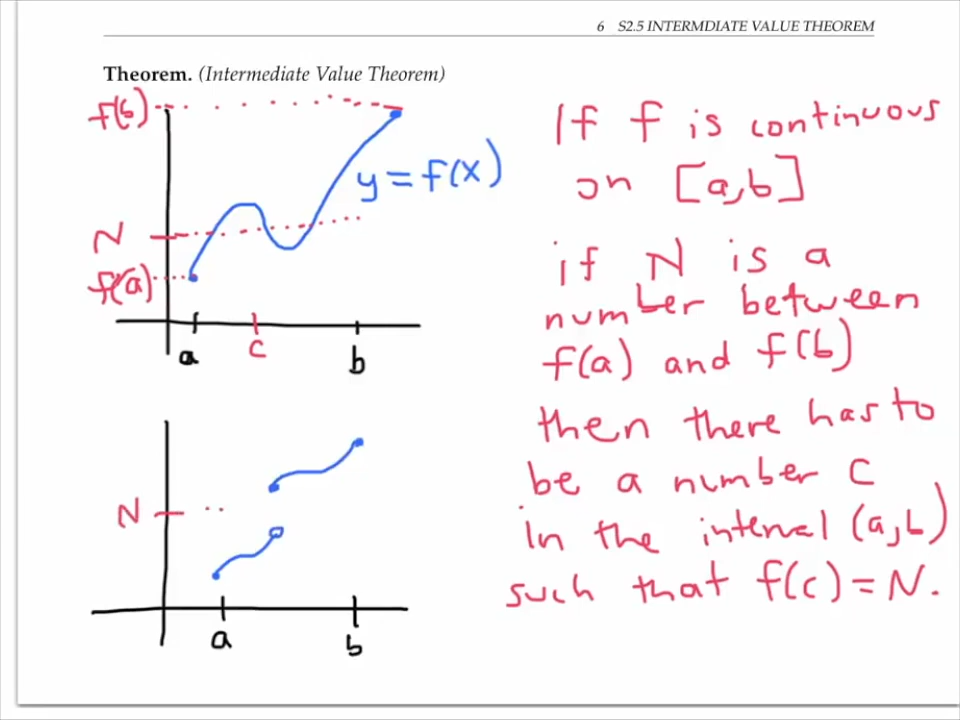 6 S2.5 INTERMDIATE VALUE THEOREM
Theorem. (Intermediate Value Theorem)
f(b)
y = f(x)
N
f(a)
a
c
b
N
a
b
If f is continuous
on [a,b]
if N is a
number between
f(a) and f(b)
then there has to
be a number c
in the interval (a,b)
such that f(c) = N.